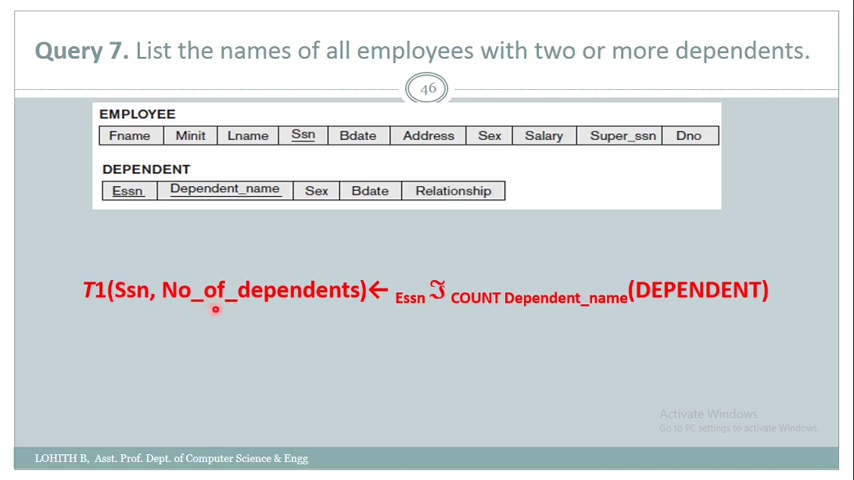 Query 7. List the names of all employees with two or more dependents.
46
EMPLOYEE
Fname Minit Lname Ssn Bdate Address Sex Salary Super_ssn Dno
DEPENDENT
Essn Dependent_name Sex Bdate Relationship
T1(Ssn, No_of_dependents)← Essn ℑ COUNT Dependent_name(DEPENDENT)
Activate Windows
Go to PC settings to activate Windows.
LOHITH B, Asst. Prof. Dept. of Computer Science & Engg